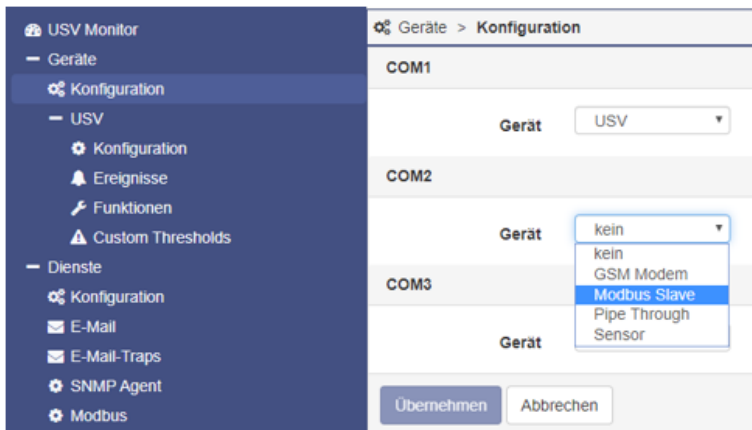 USV Monitor
Geräte
Konfiguration
USV
Konfiguration
Ereignisse
Funktionen
Custom Thresholds
Dienste
Konfiguration
E-Mail
E-Mail-Traps
SNMP Agent
Modbus
Geräte > Konfiguration
COM1
Gerät USV
COM2
Gerät kein
kein
GSM Modem
Modbus Slave
Pipe Through
Sensor
COM3
Gerät
Übernehmen Abbrechen